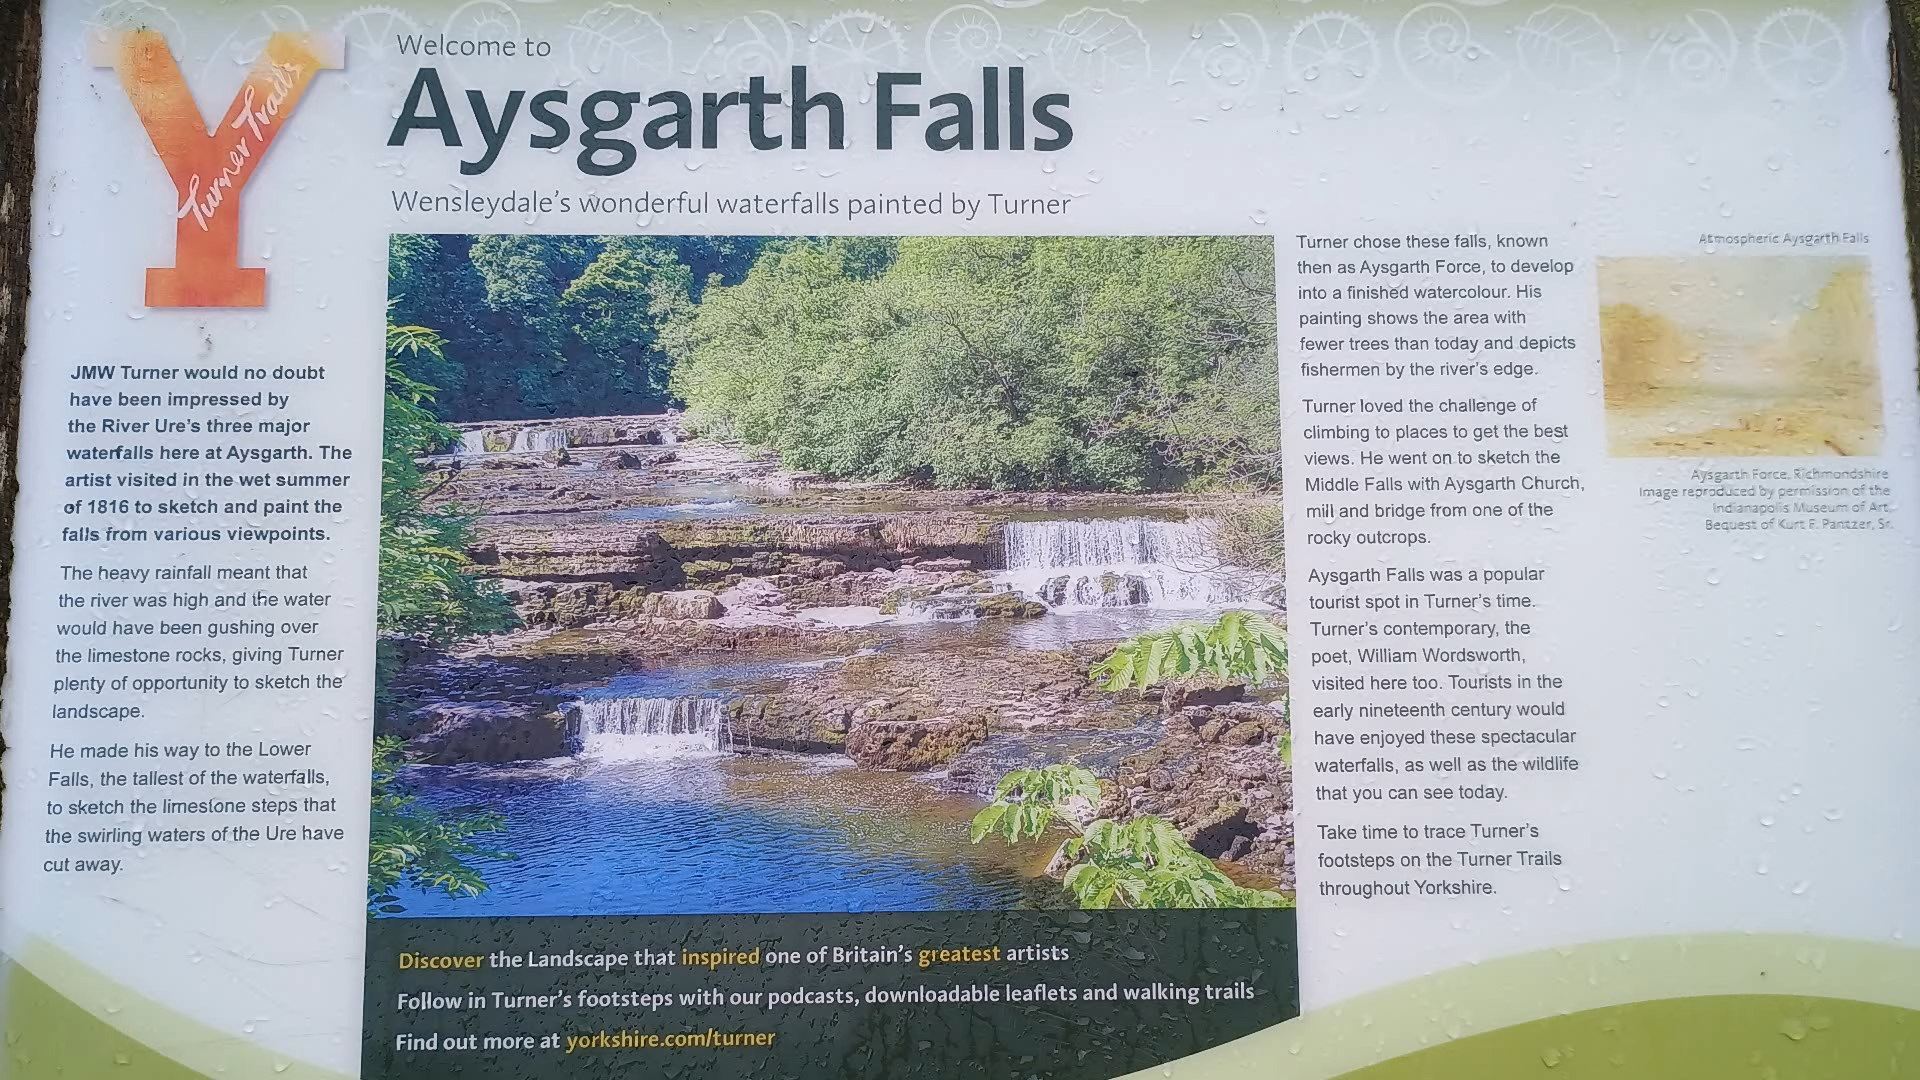 Turner Trails
Welcome to
Aysgarth Falls
Wensleydale's wonderful waterfalls painted by Turner
JMW Turner would no doubt
have been impressed by
the River Ure's three major
waterfalls here at Aysgarth. The
artist visited in the wet summer
of 1816 to sketch and paint the
falls from various viewpoints.
The heavy rainfall meant that
the river was high and the water
would have been gushing over
the limestone rocks, giving Turner
plenty of opportunity to sketch the
landscape.
He made his way to the Lower
Falls, the tallest of the waterfalls,
to sketch the limestone steps that
the swirling waters of the Ure have
cut away.
Turner chose these falls, known
then as Aysgarth Force, to develop
into a finished watercolour. His
painting shows the area with
fewer trees than today and depicts
fishermen by the river's edge.
Turner loved the challenge of
climbing to places to get the best
views. He went on to sketch the
Middle Falls with Aysgarth Church,
mill and bridge from one of the
rocky outcrops.
Aysgarth Falls was a popular
tourist spot in Turner's time.
Turner's contemporary, the
poet, William Wordsworth,
visited here too. Tourists in the
early nineteenth century would
have enjoyed these spectacular
waterfalls, as well as the wildlife
that you can see today.
Take time to trace Turner's
footsteps on the Turner Trails
throughout Yorkshire.
Atmospheric Aysgarth Falls
Aysgarth Force, Richmondshire
Image reproduced by permission of the
Indianapolis Museum of Art,
Bequest of Kurt F. Pantzer, Sr.
Discover the Landscape that inspired one of Britain's greatest artists
Follow in Turner's footsteps with our podcasts, downloadable leaflets and walking trails
Find out more at yorkshire.com/turner